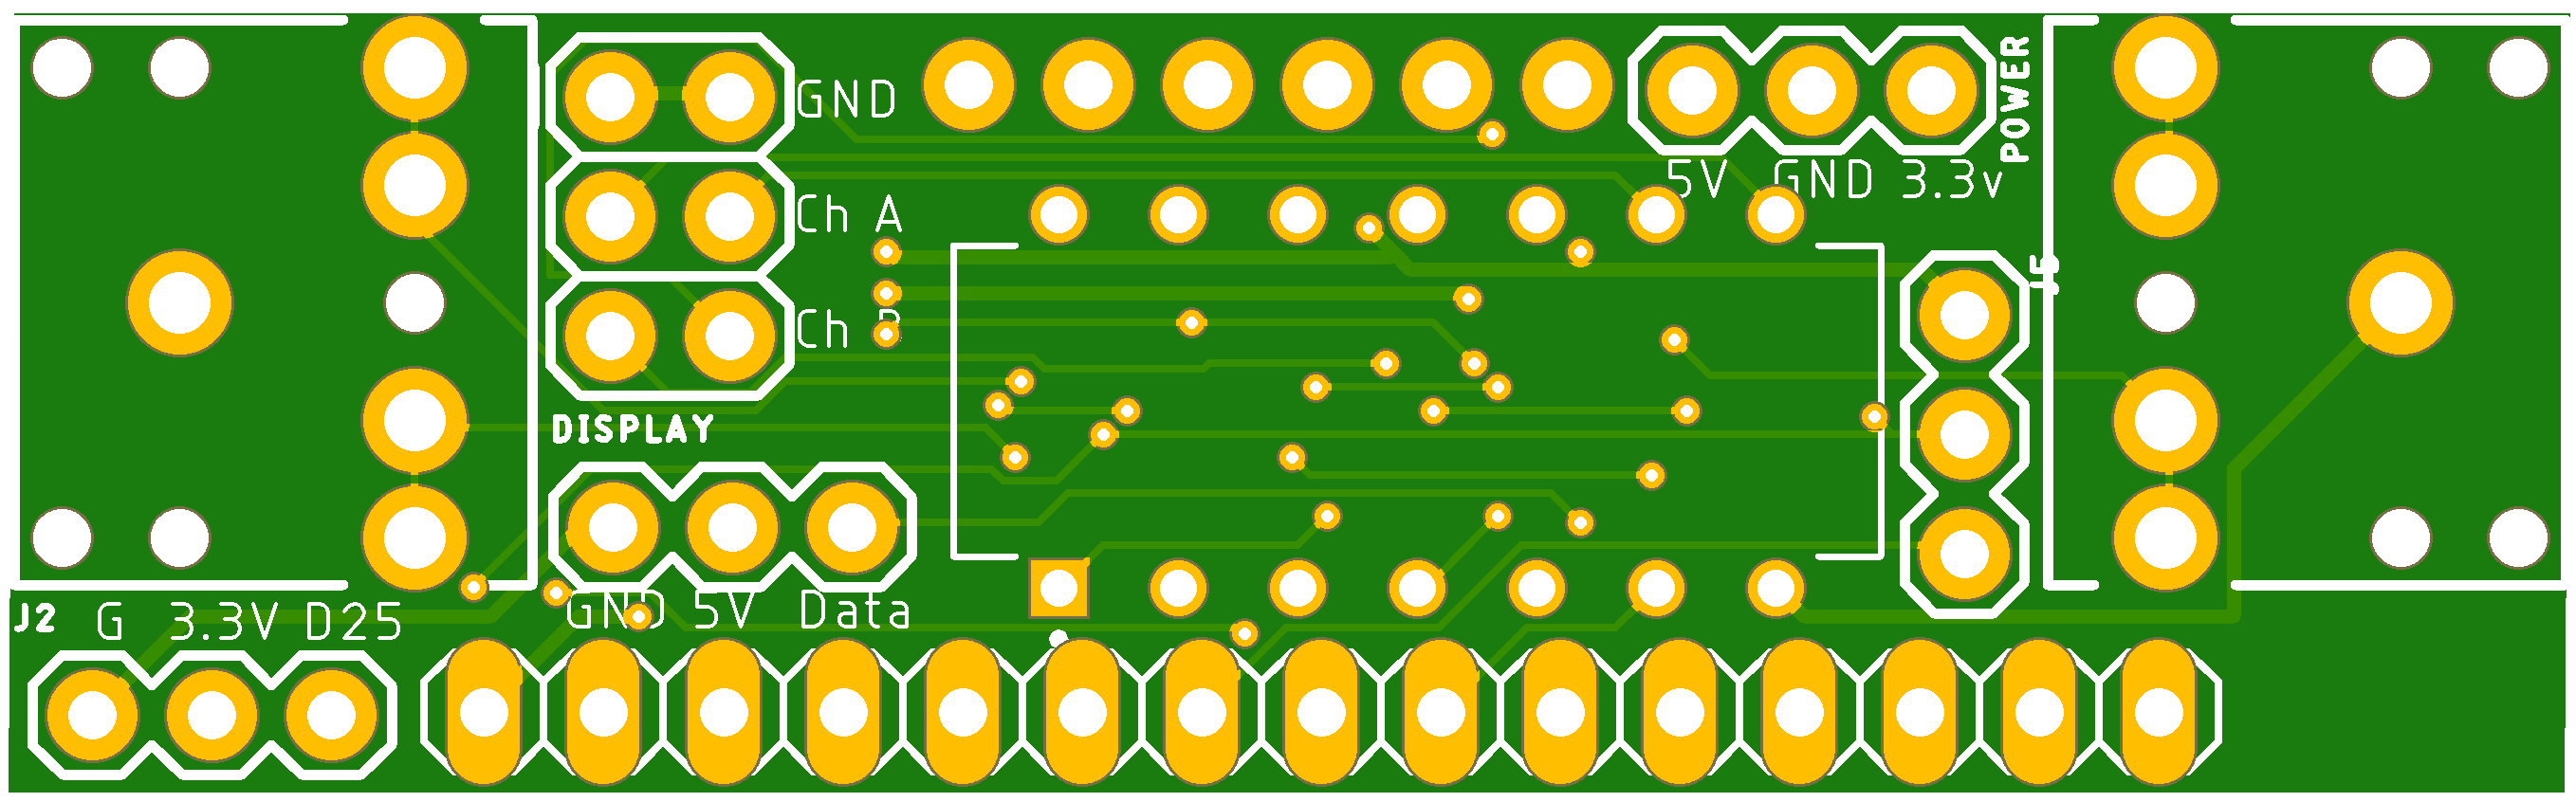 GND
POWER
5V GND 3.3v
Ch A
J5
Ch
DISPLAY
GND 5V Data
J2 G 3.3V D25